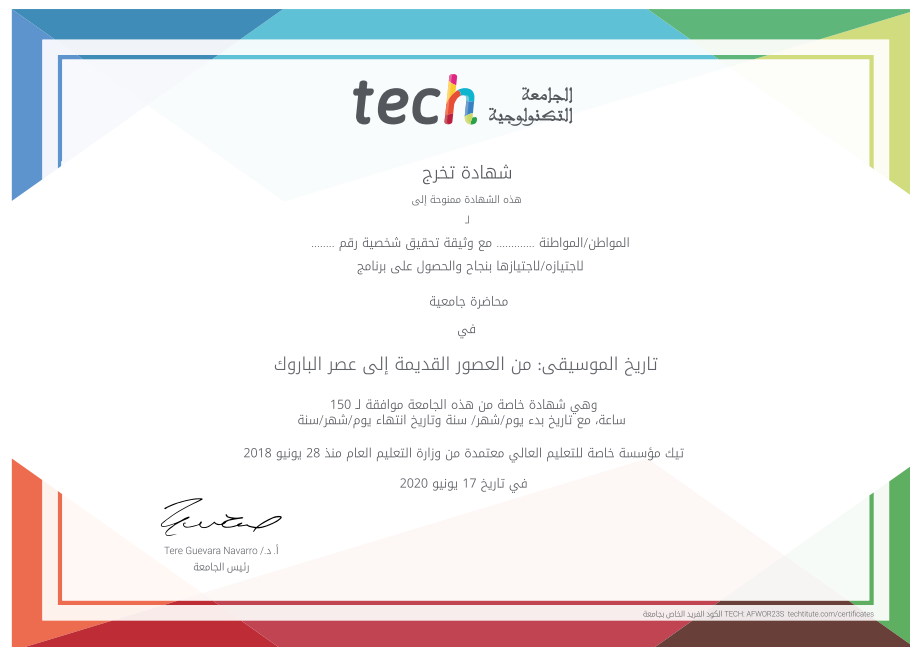 tech الجامعة
التكنولوجية
شهادة تخرج
هذه الشهادة ممنوحة إلى
لـ
المواطن/المواطنة ............. مع وثيقة تحقيق شخصية رقم ........
لاجتيازه/لاجتيازها بنجاح والحصول على برنامج
محاضرة جامعية
في
تاريخ الموسيقى: من العصور القديمة إلى عصر الباروك
وهي شهادة خاصة من هذه الجامعة موافقة لـ 150
ساعة، مع تاريخ بدء يوم/شهر/ سنة وتاريخ انتهاء يوم/شهر/سنة
تيك مؤسسة خاصة للتعليم العالي معتمدة من وزارة التعليم العام منذ 28 يونيو 2018
في تاريخ 17 يونيو 2020
أ.د./ Tere Guevara Navarro
رئيس الجامعة
الكود الفريد الخاص بجامعة TECH: AFWOR23S techtitute.com/certificates